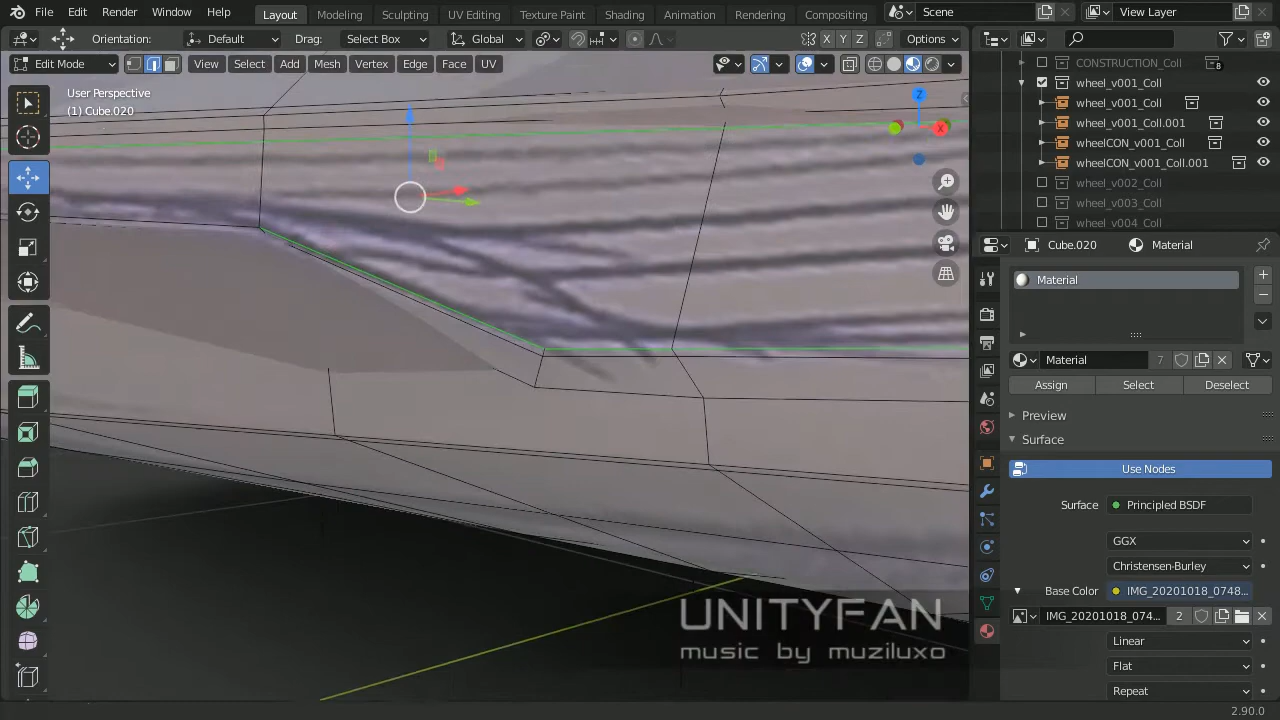 File Edit Render Window Help Layout Modeling Sculpting UV Editing Texture Paint Shading Animation Rendering Compositing Scene View Layer
Orientation: Default Drag: Select Box Global X Y Z Options
Edit Mode View Select Add Mesh Vertex Edge Face UV
User Perspective
(1) Cube.020
Z
X
CONSTRUCTION_Coll 8
wheel_v001_Coll
wheel_v001_Coll
wheel_v001_Coll.001
wheelCON_v001_Coll
wheelCON_v001_Coll.001
wheel_v002_Coll
wheel_v003_Coll
wheel_v004_Coll
Cube.020 Material
Material
Material 7
Assign Select Deselect
Preview
Surface
Use Nodes
Surface Principled BSDF
GGX
Christensen-Burley
Base Color IMG_20201018_0748...
IMG_20201018_074... 2
Linear
Flat
Repeat
UNITYFAN
music by muziluxo
2.90.0